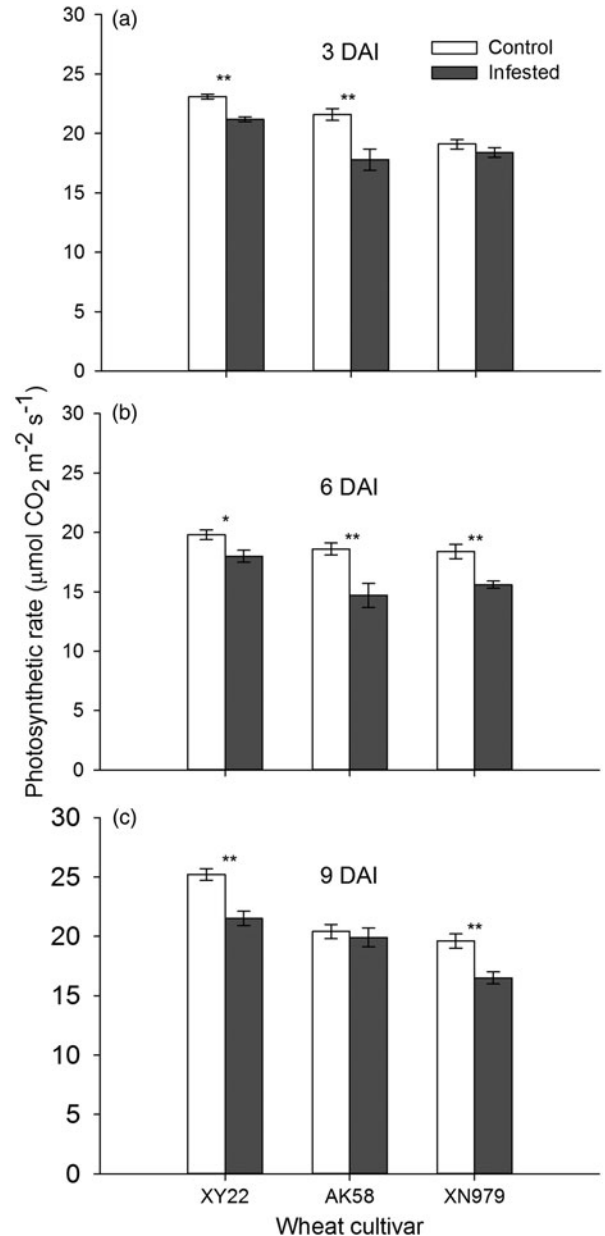 (a)
3 DAI
Control
Infested
**
**
30
25
20
15
10
5
0
(b)
6 DAI
*
**
**
30
25
20
15
10
5
0
Photosynthetic rate (μmol CO₂ m⁻² s⁻¹)
(c)
9 DAI
**
**
30
25
20
15
10
5
0
XY22 AK58 XN979
Wheat cultivar